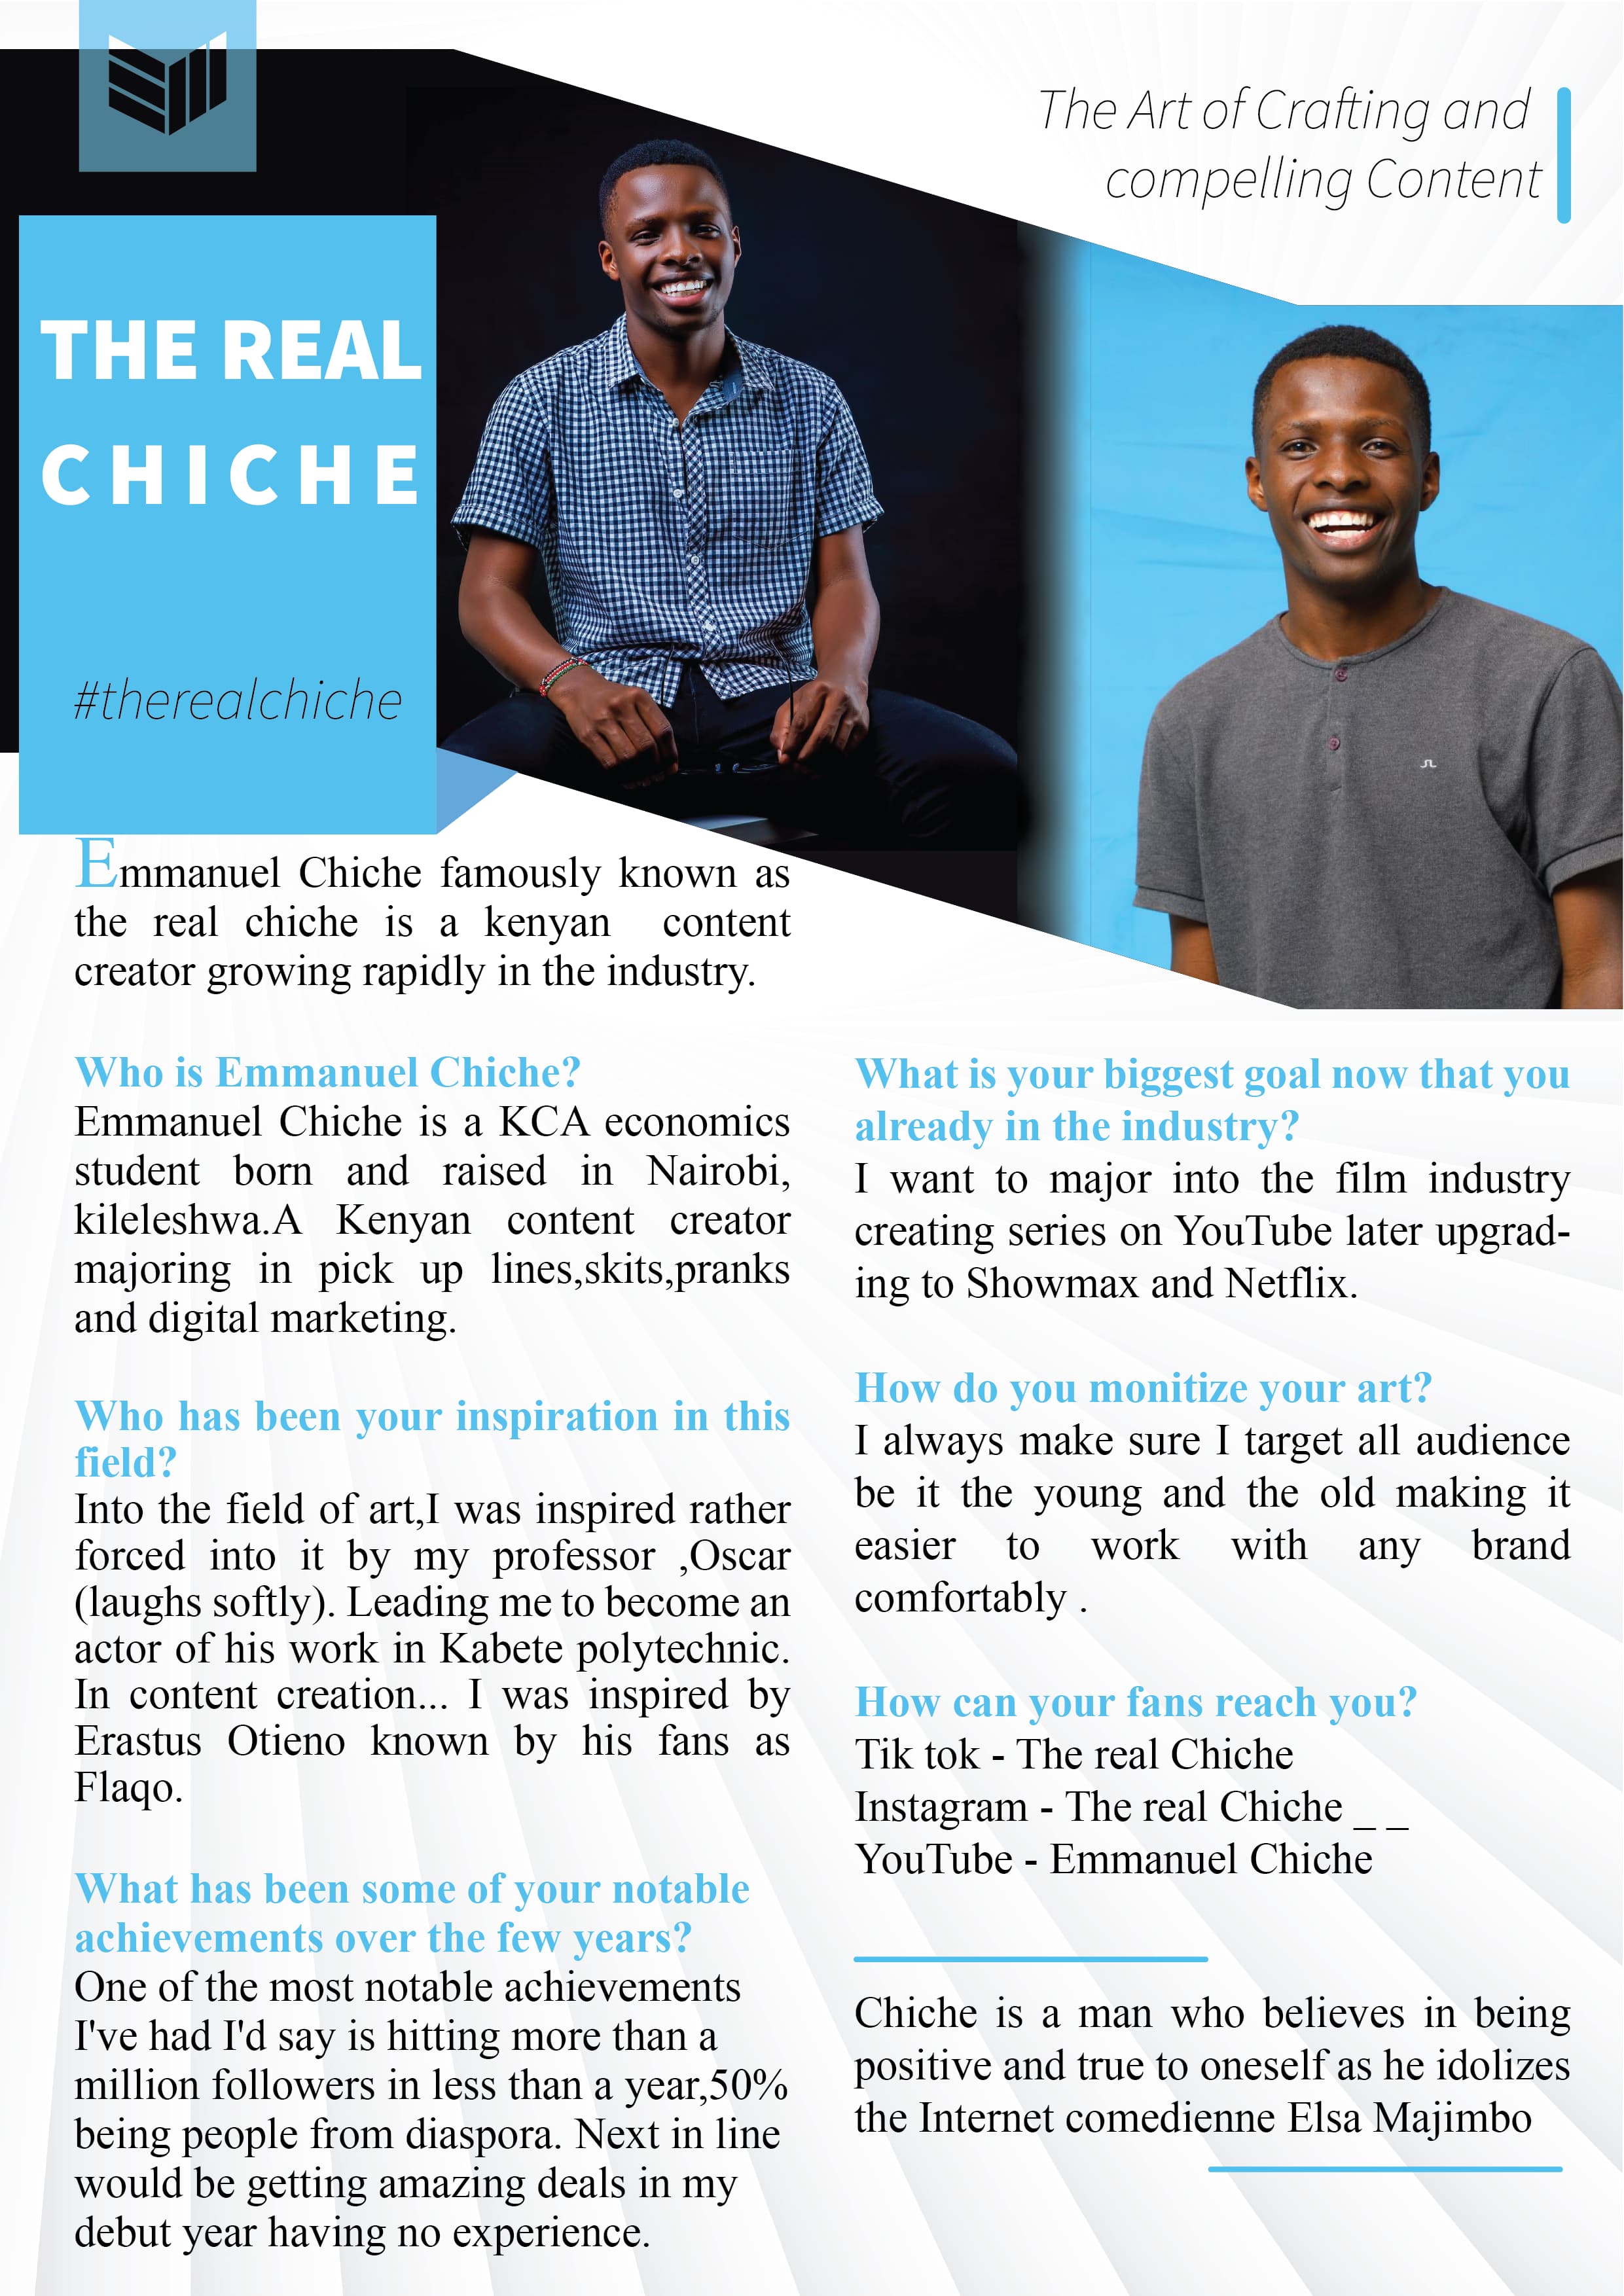 The Art of Crafting and
compelling Content
THE REAL
CHICHE
#therealchiche
Emmanuel Chiche famously known as
the real chiche is a kenyan content
creator growing rapidly in the industry.
Who is Emmanuel Chiche?
Emmanuel Chiche is a KCA economics
student born and raised in Nairobi,
kileleshwa.A Kenyan content creator
majoring in pick up lines,skits,pranks
and digital marketing.
Who has been your inspiration in this
field?
Into the field of art,I was inspired rather
forced into it by my professor ,Oscar
(laughs softly). Leading me to become an
actor of his work in Kabete polytechnic.
In content creation... I was inspired by
Erastus Otieno known by his fans as
Flaqo.
What has been some of your notable
achievements over the few years?
One of the most notable achievements
I've had I'd say is hitting more than a
million followers in less than a year,50%
being people from diaspora. Next in line
would be getting amazing deals in my
debut year having no experience.
What is your biggest goal now that you
already in the industry?
I want to major into the film industry
creating series on YouTube later upgrad-
ing to Showmax and Netflix.
How do you monitize your art?
I always make sure I target all audience
be it the young and the old making it
easier to work with any brand
comfortably .
How can your fans reach you?
Tik tok - The real Chiche
Instagram - The real Chiche _ _
YouTube - Emmanuel Chiche
Chiche is a man who believes in being
positive and true to oneself as he idolizes
the Internet comedienne Elsa Majimbo